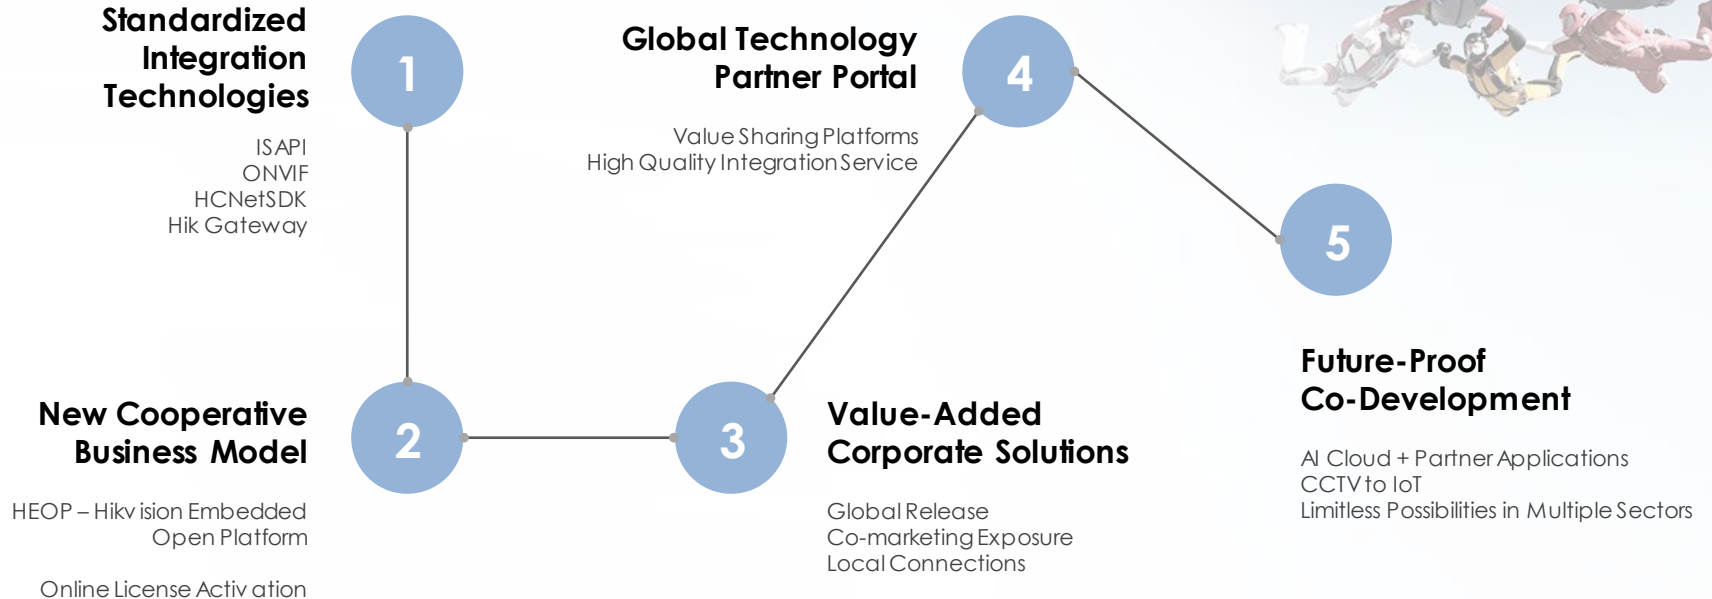 Standardized
Integration
Technologies
1
ISAPI
ONVIF
HCNetSDK
Hik Gateway
New Cooperative
Business Model
2
HEOP – Hikvision Embedded
Open Platform
Online License Activation
3
Value-Added
Corporate Solutions
Global Release
Co-marketing Exposure
Local Connections
Global Technology
Partner Portal
4
Value Sharing Platforms
High Quality Integration Service
5
Future-Proof
Co-Development
AI Cloud + Partner Applications
CCTV to IoT
Limitless Possibilities in Multiple Sectors